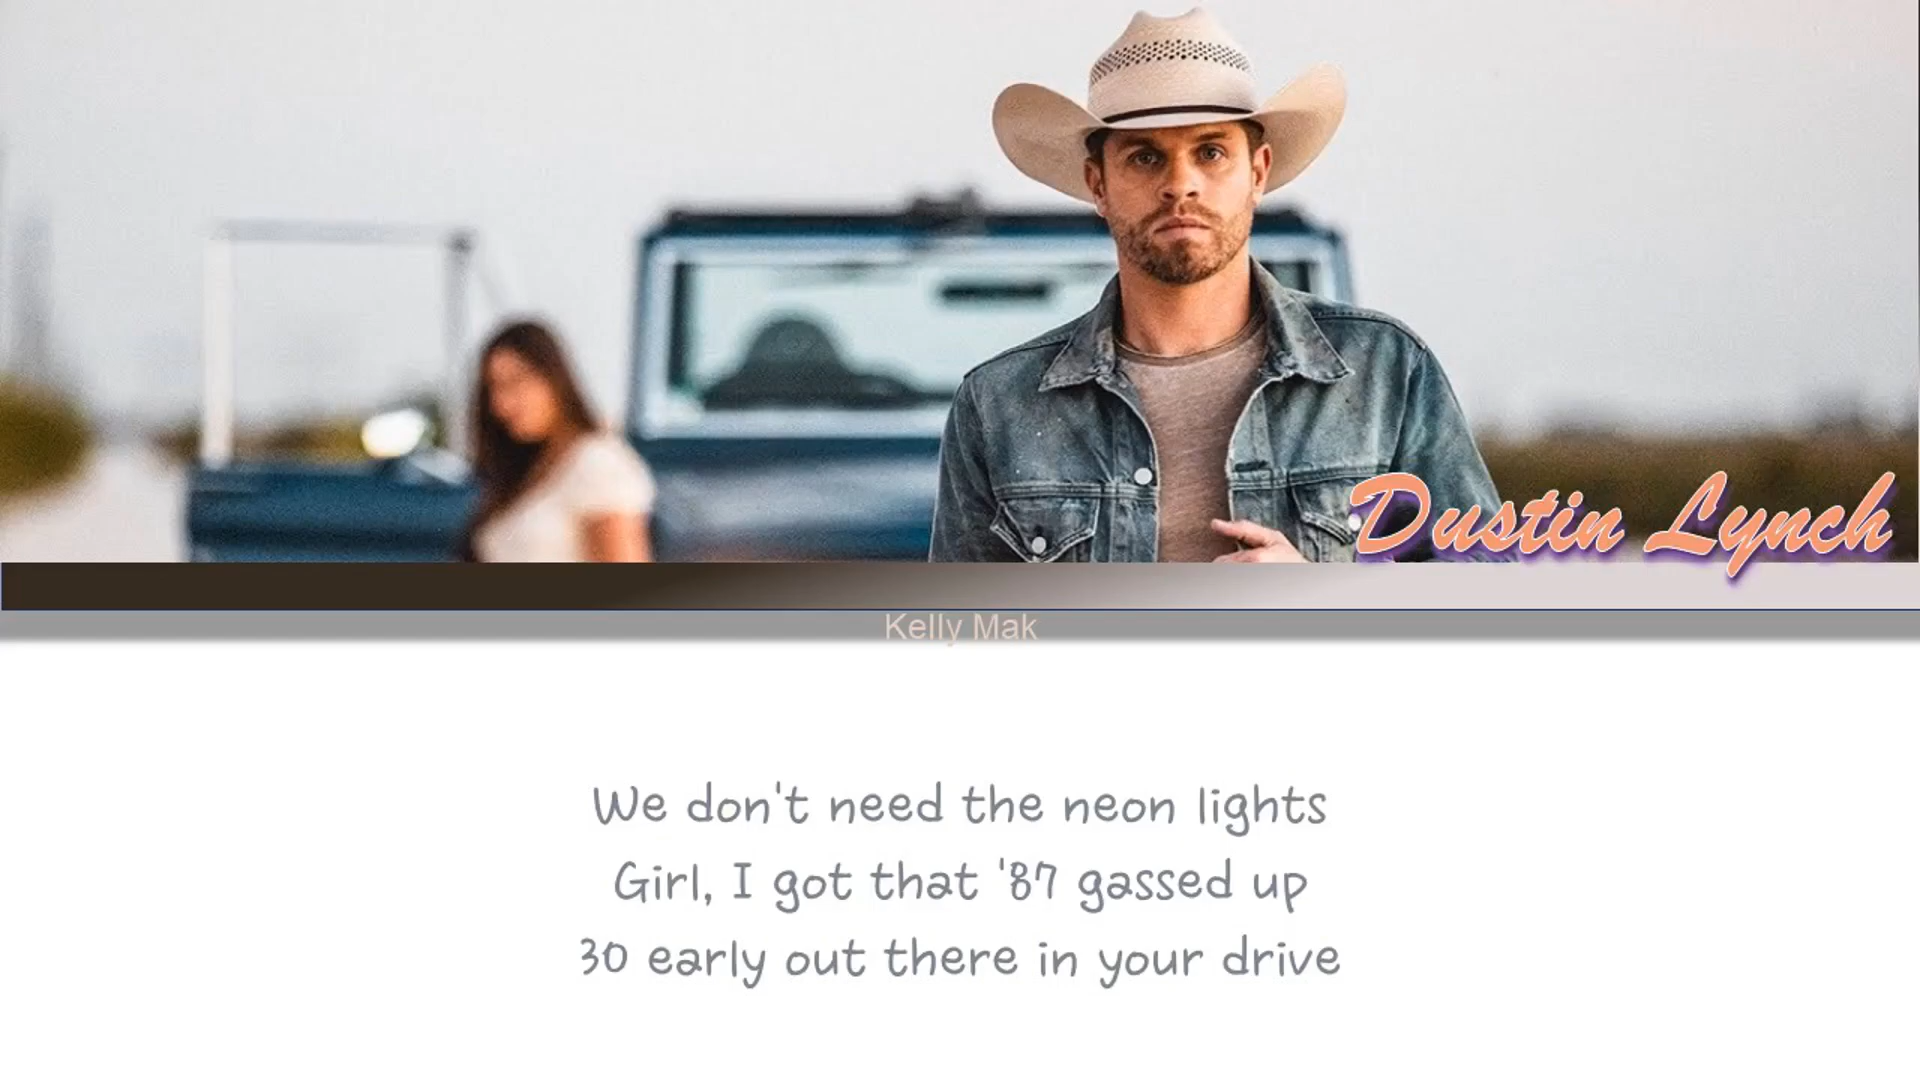 Dustin Lynch
Kelly Mak
We don't need the neon lights
Girl, I got that '87 gassed up
30 early out there in your drive